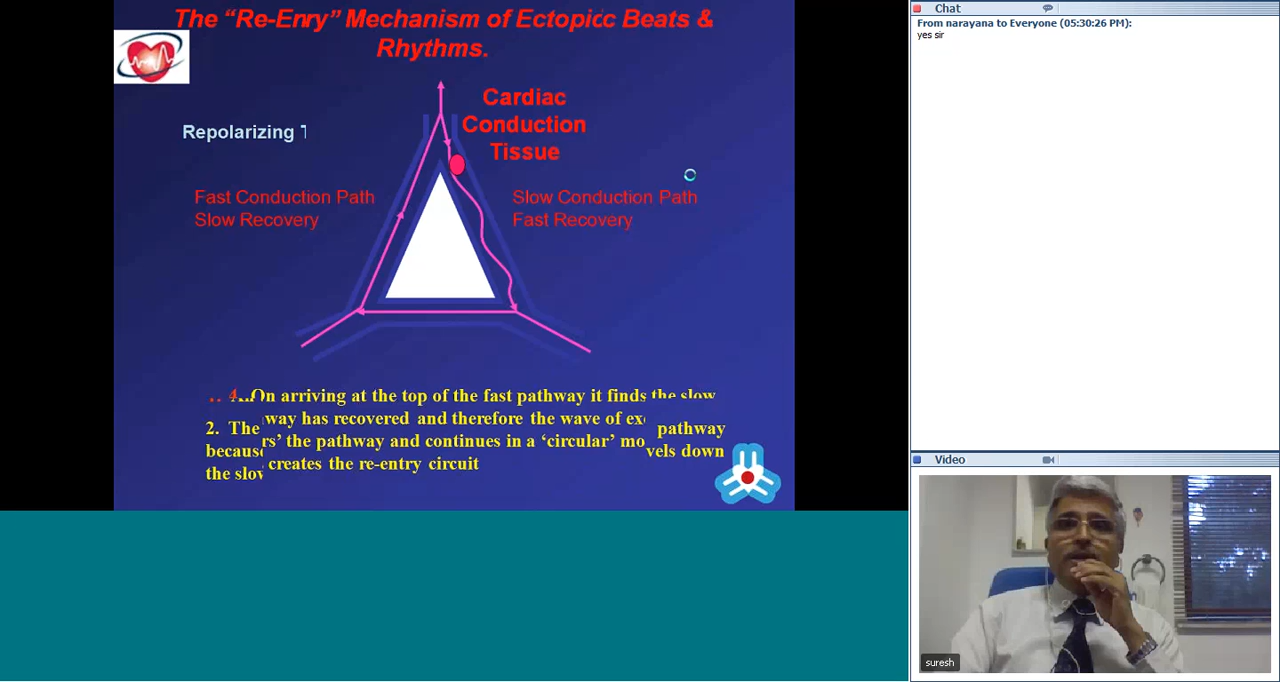 The “Re-Enry” Mechanism of Ectopicc Beats &
Rhythms.
Cardiac
Conduction
Tissue
Repolarizing
Fast Conduction Path
Slow Recovery
Slow Conduction Path
Fast Recovery
4. On arriving at the top of the fast pathway it finds the slow
2. The way has recovered and therefore the wave of pathway
the pathway and continues in a ‘circular’ down
the creates the re-entry circuit
Chat
From narayana to Everyone (05:30:26 PM):
yes sir
Video
suresh